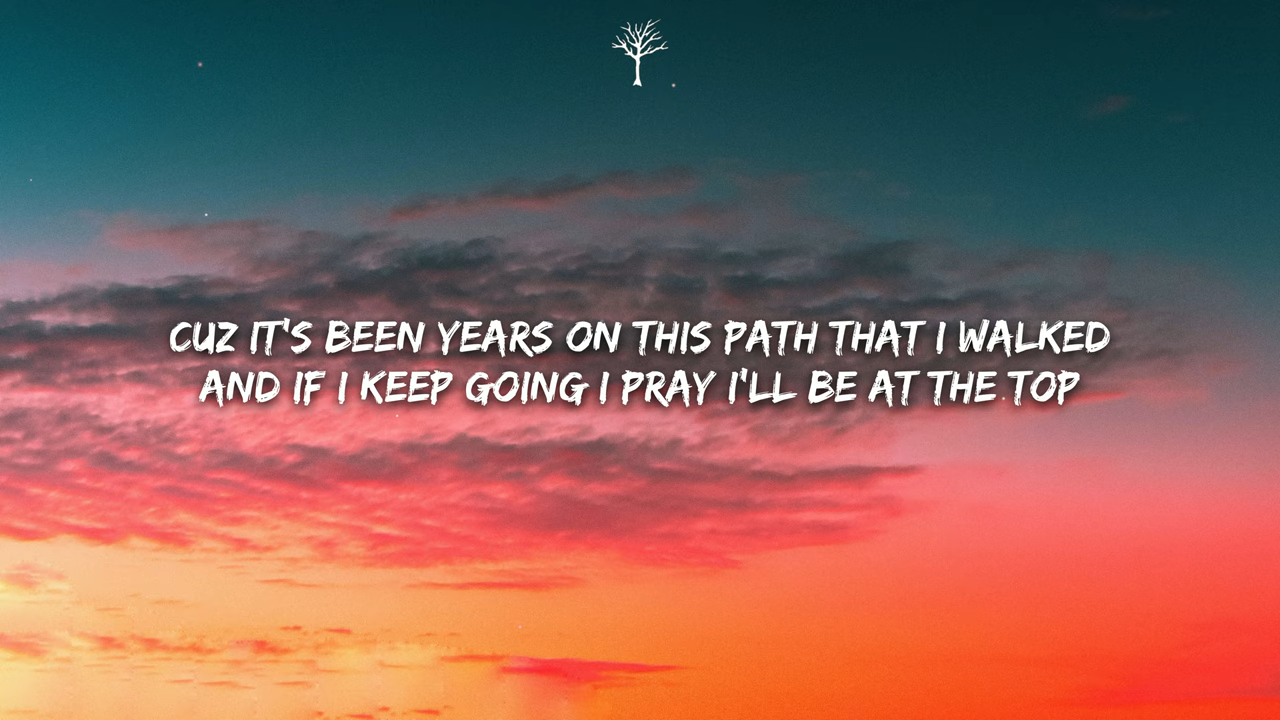 CUZ IT'S BEEN YEARS ON THIS PATH THAT I WALKED
AND IF I KEEP GOING I PRAY I'LL BE AT THE TOP